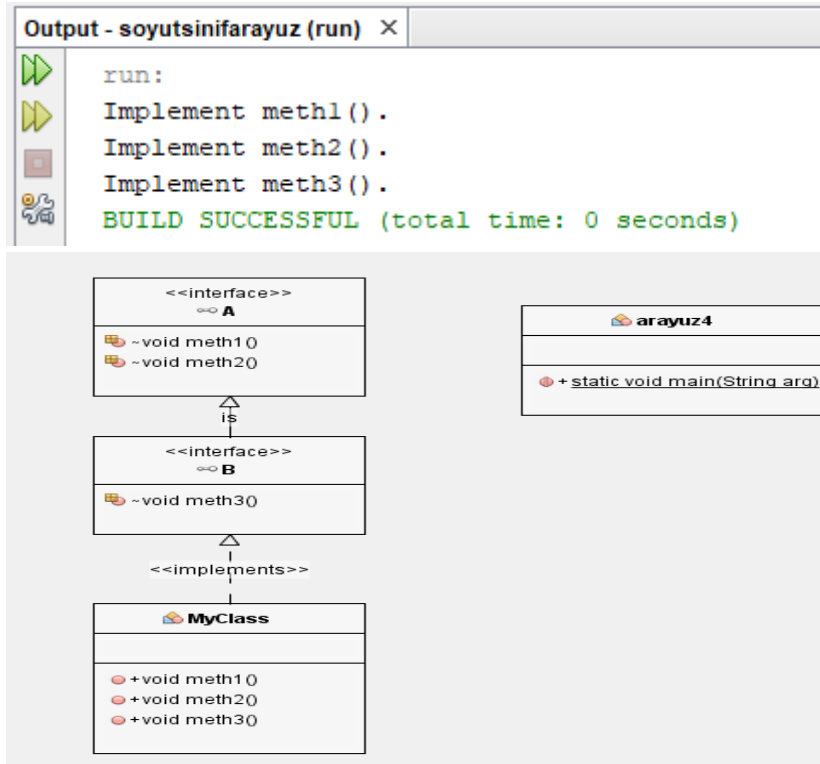 Output - soyutsinifarayuz (run) ×
run:
Implement meth1().
Implement meth2().
Implement meth3().
BUILD SUCCESSFUL (total time: 0 seconds)
<<interface>>
A
~void meth1()
~void meth2()
is
<<interface>>
B
~void meth3()
<<implements>>
MyClass
+void meth1()
+void meth2()
+void meth3()
arayuz4
+static void main(String arg)